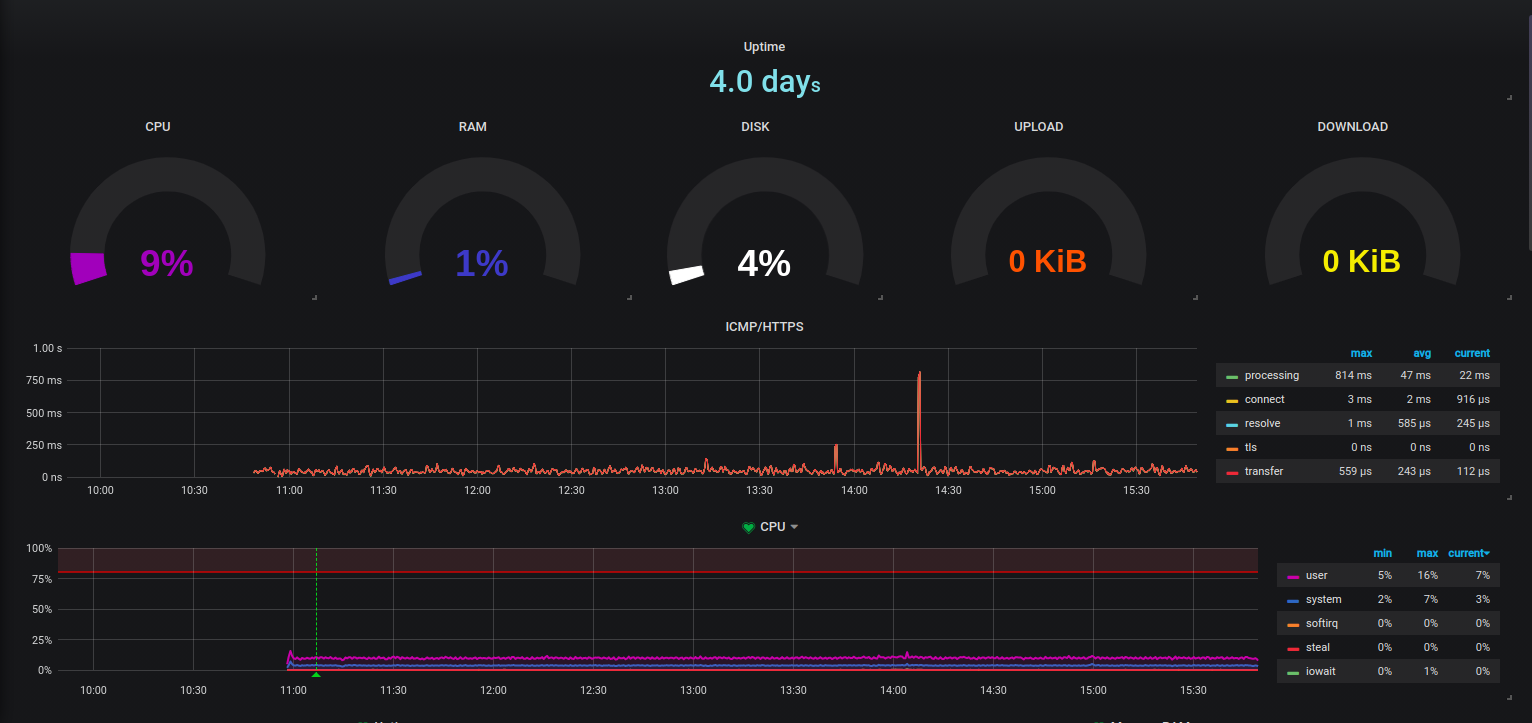 Uptime
4.0 days
CPU RAM DISK UPLOAD DOWNLOAD
9% 1% 4% 0 KiB 0 KiB
ICMP/HTTPS
1.00 s
750 ms
500 ms
250 ms
0 ns
10:00 10:30 11:00 11:30 12:00 12:30 13:00 13:30 14:00 14:30 15:00 15:30
max avg current
processing 814 ms 47 ms 22 ms
connect 3 ms 2 ms 916 µs
resolve 1 ms 585 µs 245 µs
tls 0 ns 0 ns 0 ns
transfer 559 µs 243 µs 112 µs
CPU
100%
75%
50%
25%
0%
10:00 10:30 11:00 11:30 12:00 12:30 13:00 13:30 14:00 14:30 15:00 15:30
min max current
user 5% 16% 7%
system 2% 7% 3%
softirq 0% 0% 0%
steal 0% 0% 0%
iowait 0% 1% 0%